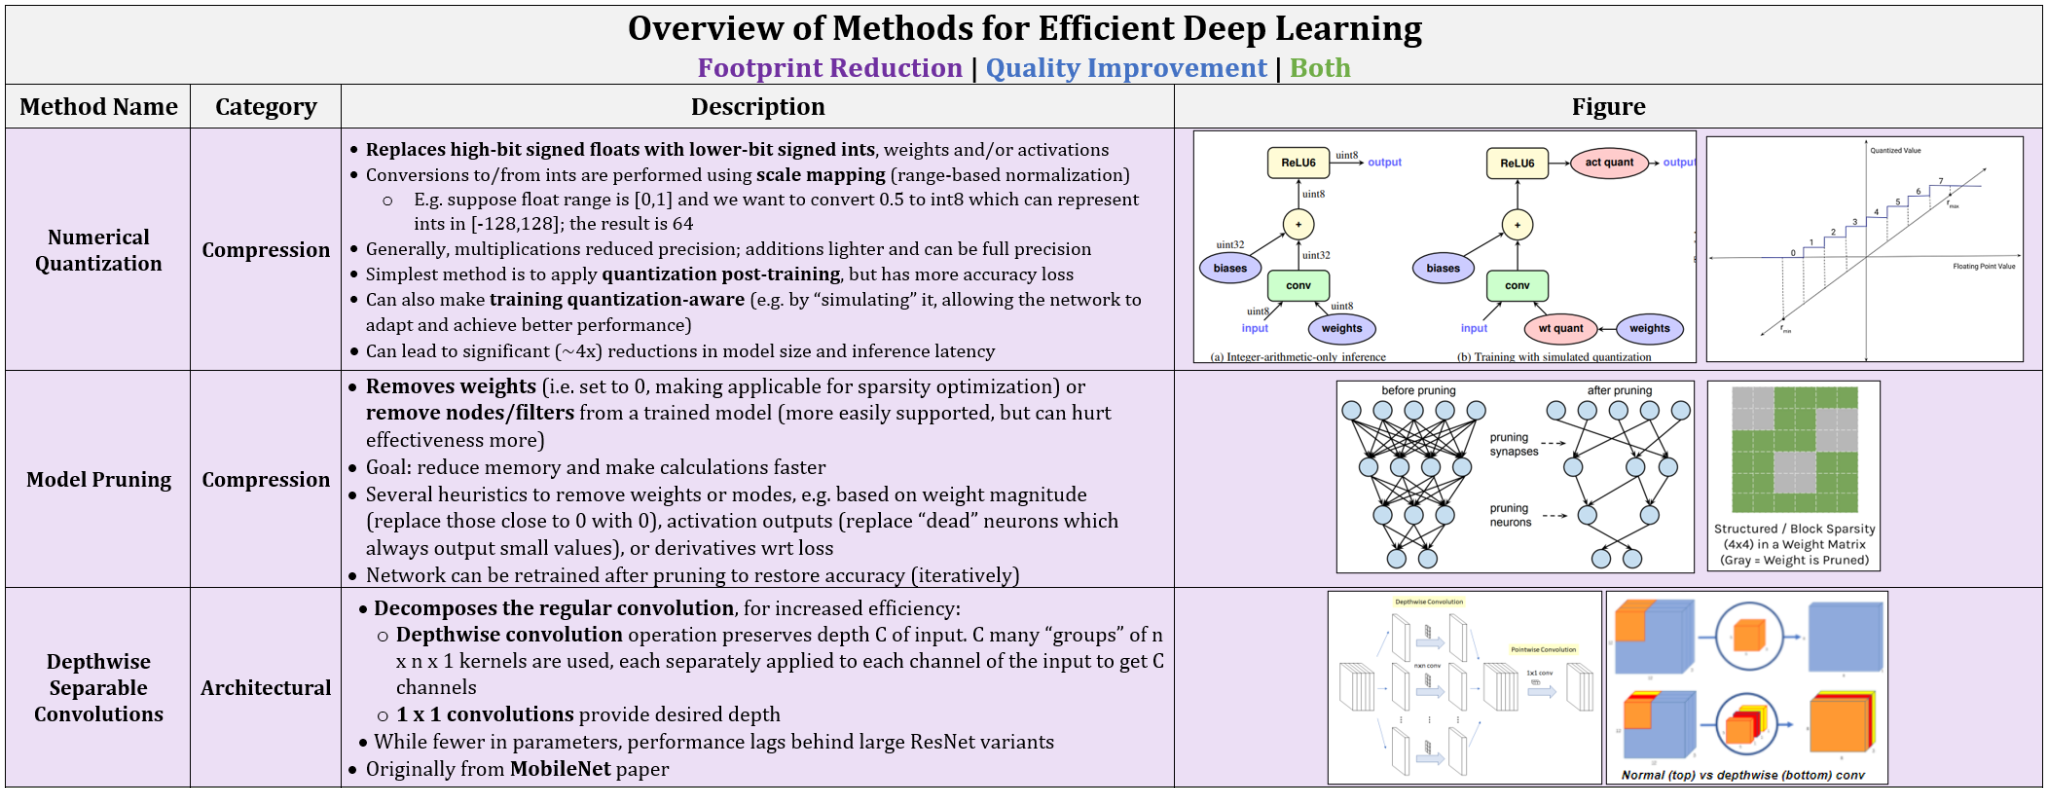 Overview of Methods for Efficient Deep Learning
Footprint Reduction | Quality Improvement | Both
Method Name
Category
Description
Figure
Numerical
Quantization
Compression
• Replaces high-bit signed floats with lower-bit signed ints, weights and/or activations
• Conversions to/from ints are performed using scale mapping (range-based normalization)
o E.g. suppose float range is [0,1] and we want to convert 0.5 to int8 which can represent
ints in [-128,128]; the result is 64
• Generally, multiplications reduced precision; additions lighter and can be full precision
• Simplest method is to apply quantization post-training, but has more accuracy loss
• Can also make training quantization-aware (e.g. by “simulating” it, allowing the network to
adapt and achieve better performance)
• Can lead to significant (~4x) reductions in model size and inference latency
ReLU6
uint8
output
uint8
+
uint32
biases
uint32
conv
uint8
uint8
input
weights
(a) Integer-arithmetic-only inference
ReLU6
act quant
output
+
biases
conv
input
wt quant
weights
(b) Training with simulated quantization
Quantized Value
7
6
5
4
3
2
1
0
r max
Floating Point Value
r min
Model Pruning
Compression
• Removes weights (i.e. set to 0, making applicable for sparsity optimization) or
remove nodes/filters from a trained model (more easily supported, but can hurt
effectiveness more)
• Goal: reduce memory and make calculations faster
• Several heuristics to remove weights or modes, e.g. based on weight magnitude
(replace those close to 0 with 0), activation outputs (replace “dead” neurons which
always output small values), or derivatives wrt loss
• Network can be retrained after pruning to restore accuracy (iteratively)
before pruning
after pruning
pruning
synapses
pruning
neurons
Structured / Block Sparsity
(4x4) in a Weight Matrix
(Gray = Weight is Pruned)
Depthwise
Separable
Convolutions
Architectural
• Decomposes the regular convolution, for increased efficiency:
o Depthwise convolution operation preserves depth C of input. C many “groups” of n
x n x 1 kernels are used, each separately applied to each channel of the input to get C
channels
o 1 x 1 convolutions provide desired depth
• While fewer in parameters, performance lags behind large ResNet variants
• Originally from MobileNet paper
Depthwise Convolution
Pointwise Convolution
nxn conv
1x1 conv
Normal (top) vs depthwise (bottom) conv